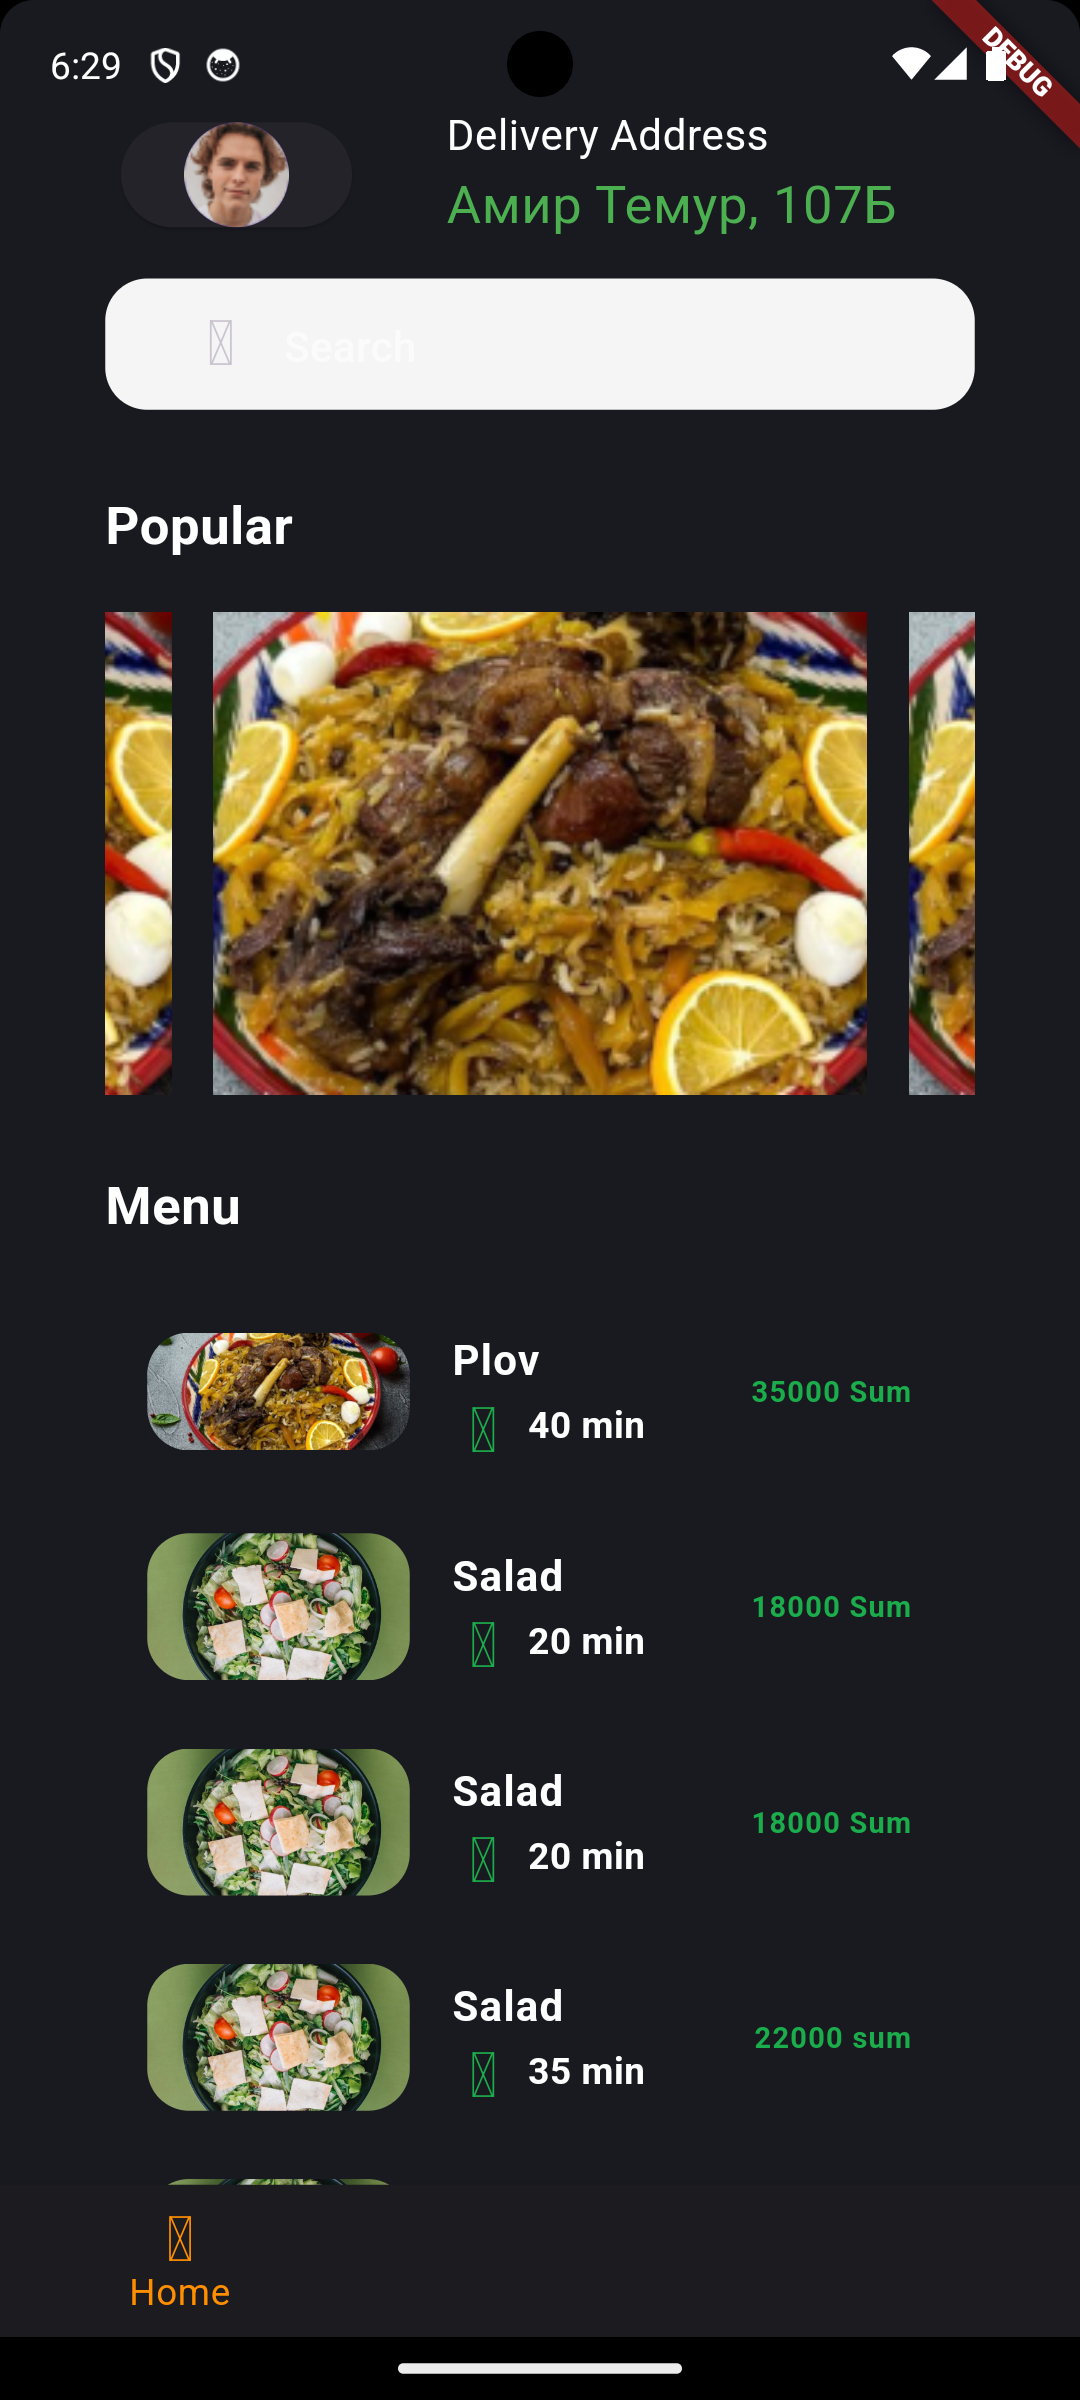 6:29
DEBUG
Delivery Address
Амир Темур, 107Б
Search
Popular
Menu
Plov
40 min
35000 Sum
Salad
20 min
18000 Sum
Salad
20 min
18000 Sum
Salad
35 min
22000 sum
Home